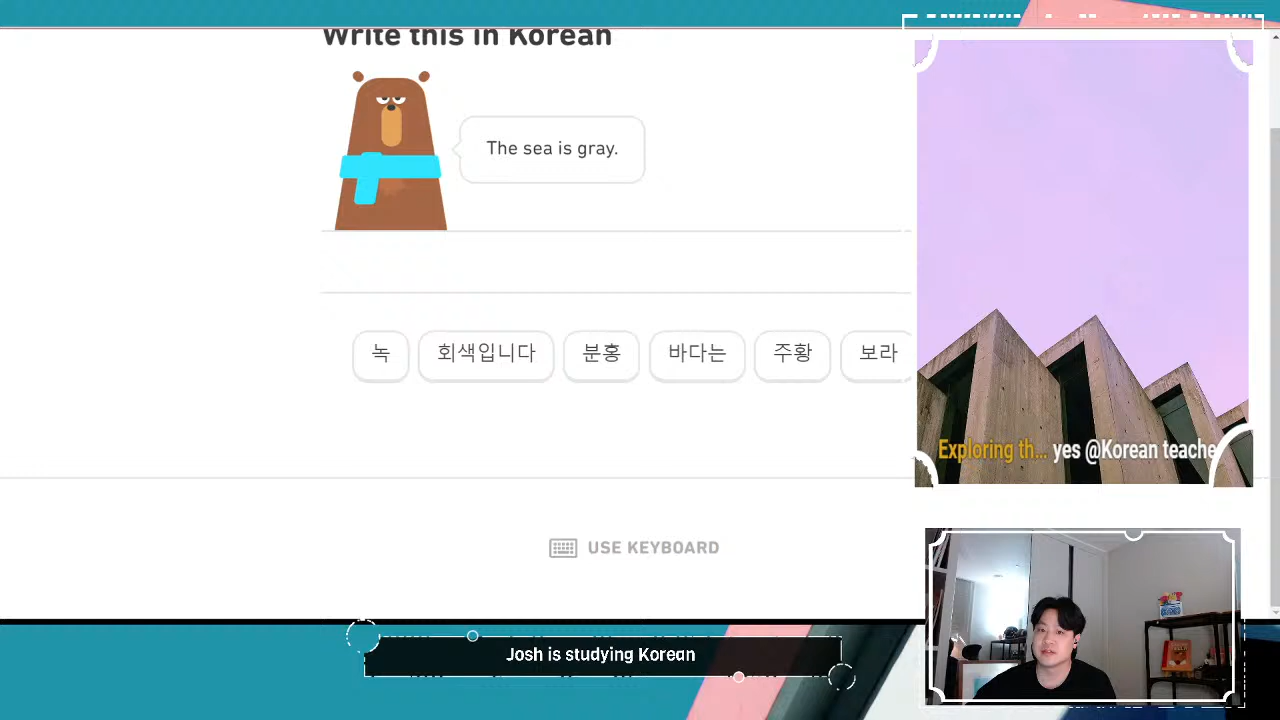 Write this in Korean
The sea is gray.
녹 회색입니다 분홍 바다는 주황 보라
Exploring th... yes @Korean teache
USE KEYBOARD
Josh is studying Korean